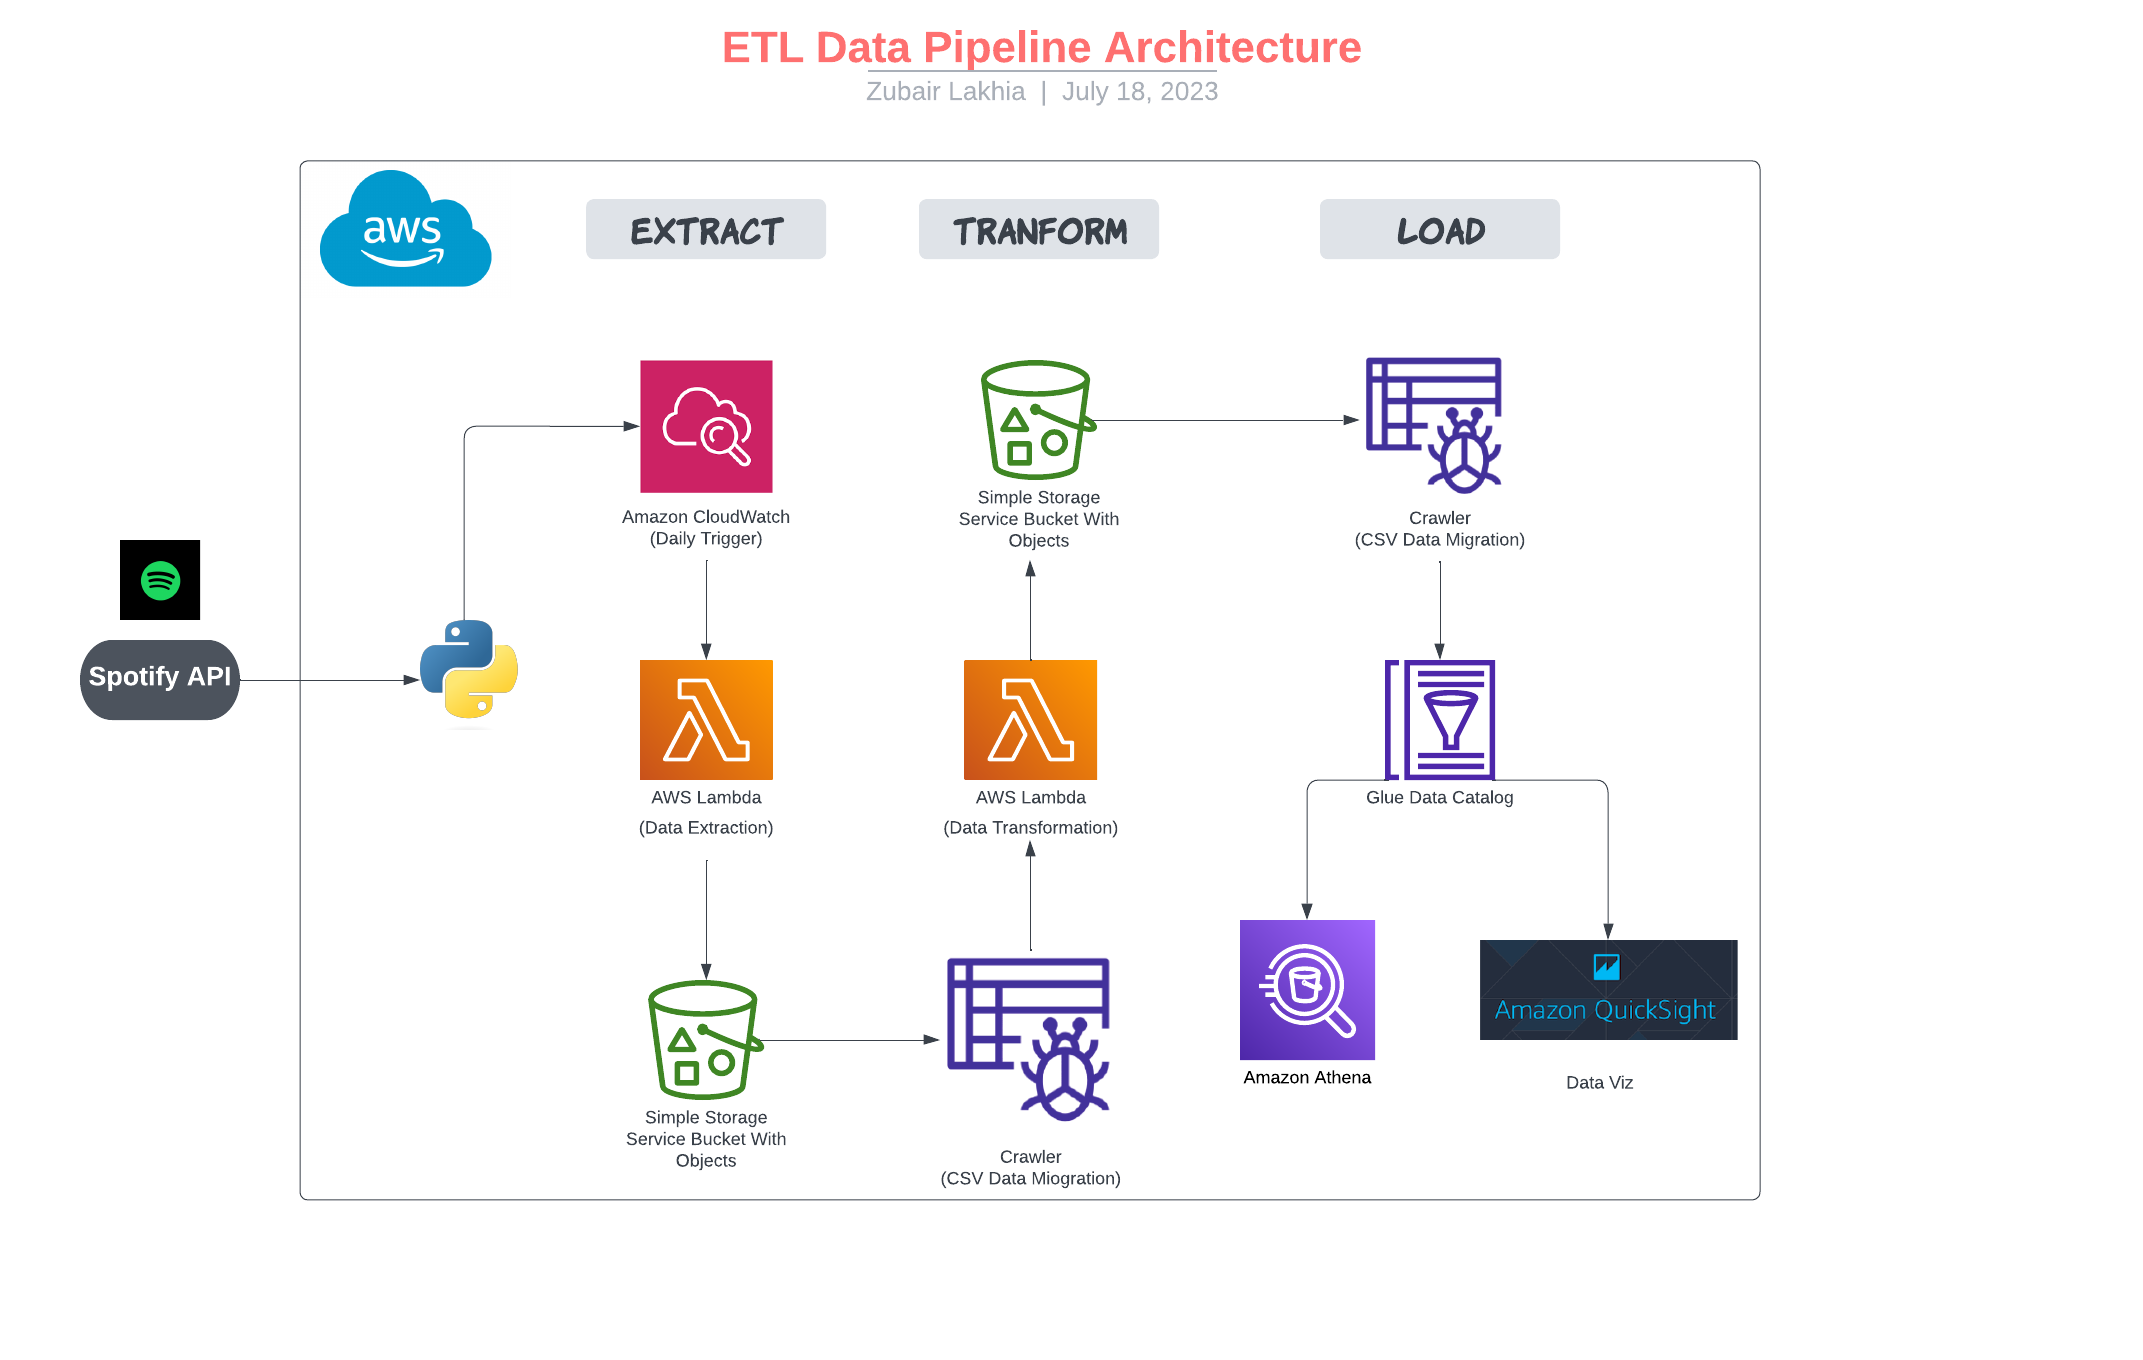 ETL Data Pipeline Architecture
Zubair Lakhia | July 18, 2023
aws
EXTRACT
TRANFORM
LOAD
Amazon CloudWatch
(Daily Trigger)
Simple Storage
Service Bucket With
Objects
Crawler
(CSV Data Migration)
Spotify API
AWS Lambda
(Data Extraction)
AWS Lambda
(Data Transformation)
Glue Data Catalog
Simple Storage
Service Bucket With
Objects
Crawler
(CSV Data Miogration)
Amazon Athena
Amazon QuickSight
Data Viz